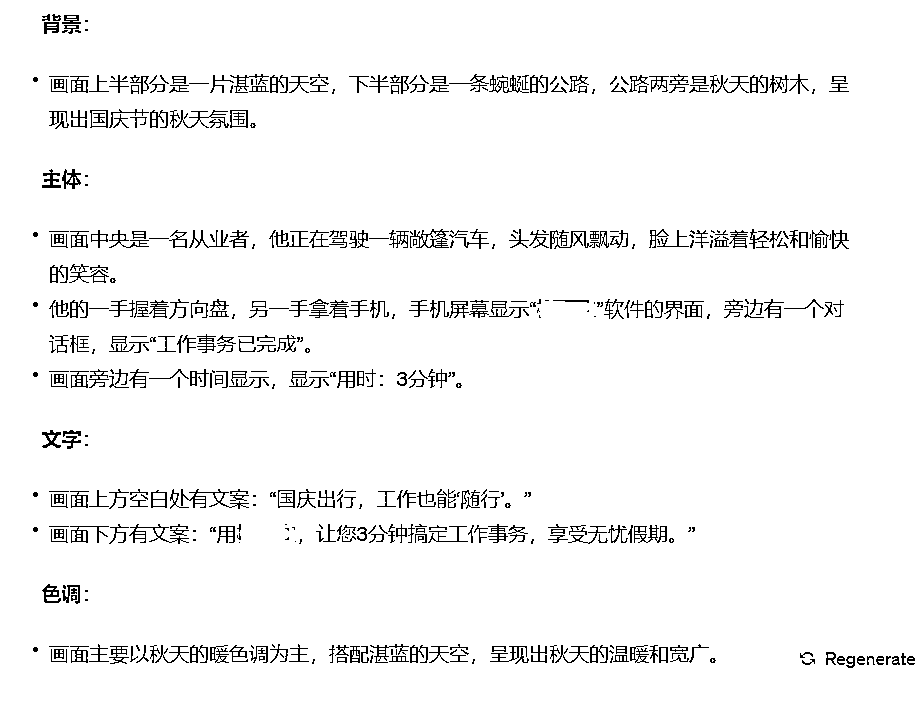 背景：
• 画面上半部分是一片湛蓝的天空，下半部分是一条蜿蜒的公路，公路两旁是秋天的树木，呈
现出国庆节的秋天氛围。
主体：
• 画面中央是一名从业者，他正在驾驶一辆敞篷汽车，头发随风飘动，脸上洋溢着轻松和愉快
的笑容。
• 他的一手握着方向盘，另一手拿着手机，手机屏幕显示“”软件的界面，旁边有一个对
话框，显示“工作事务已完成”。
• 画面旁边有一个时间显示，显示“用时：3分钟”。
文字：
• 画面上方空白处有文案：“国庆出行，工作也能‘随行’。”
• 画面下方有文案：“用，让您3分钟搞定工作事务，享受无忧假期。”
色调：
• 画面主要以秋天的暖色调为主，搭配湛蓝的天空，呈现出秋天的温暖和宽广。
Regenerate